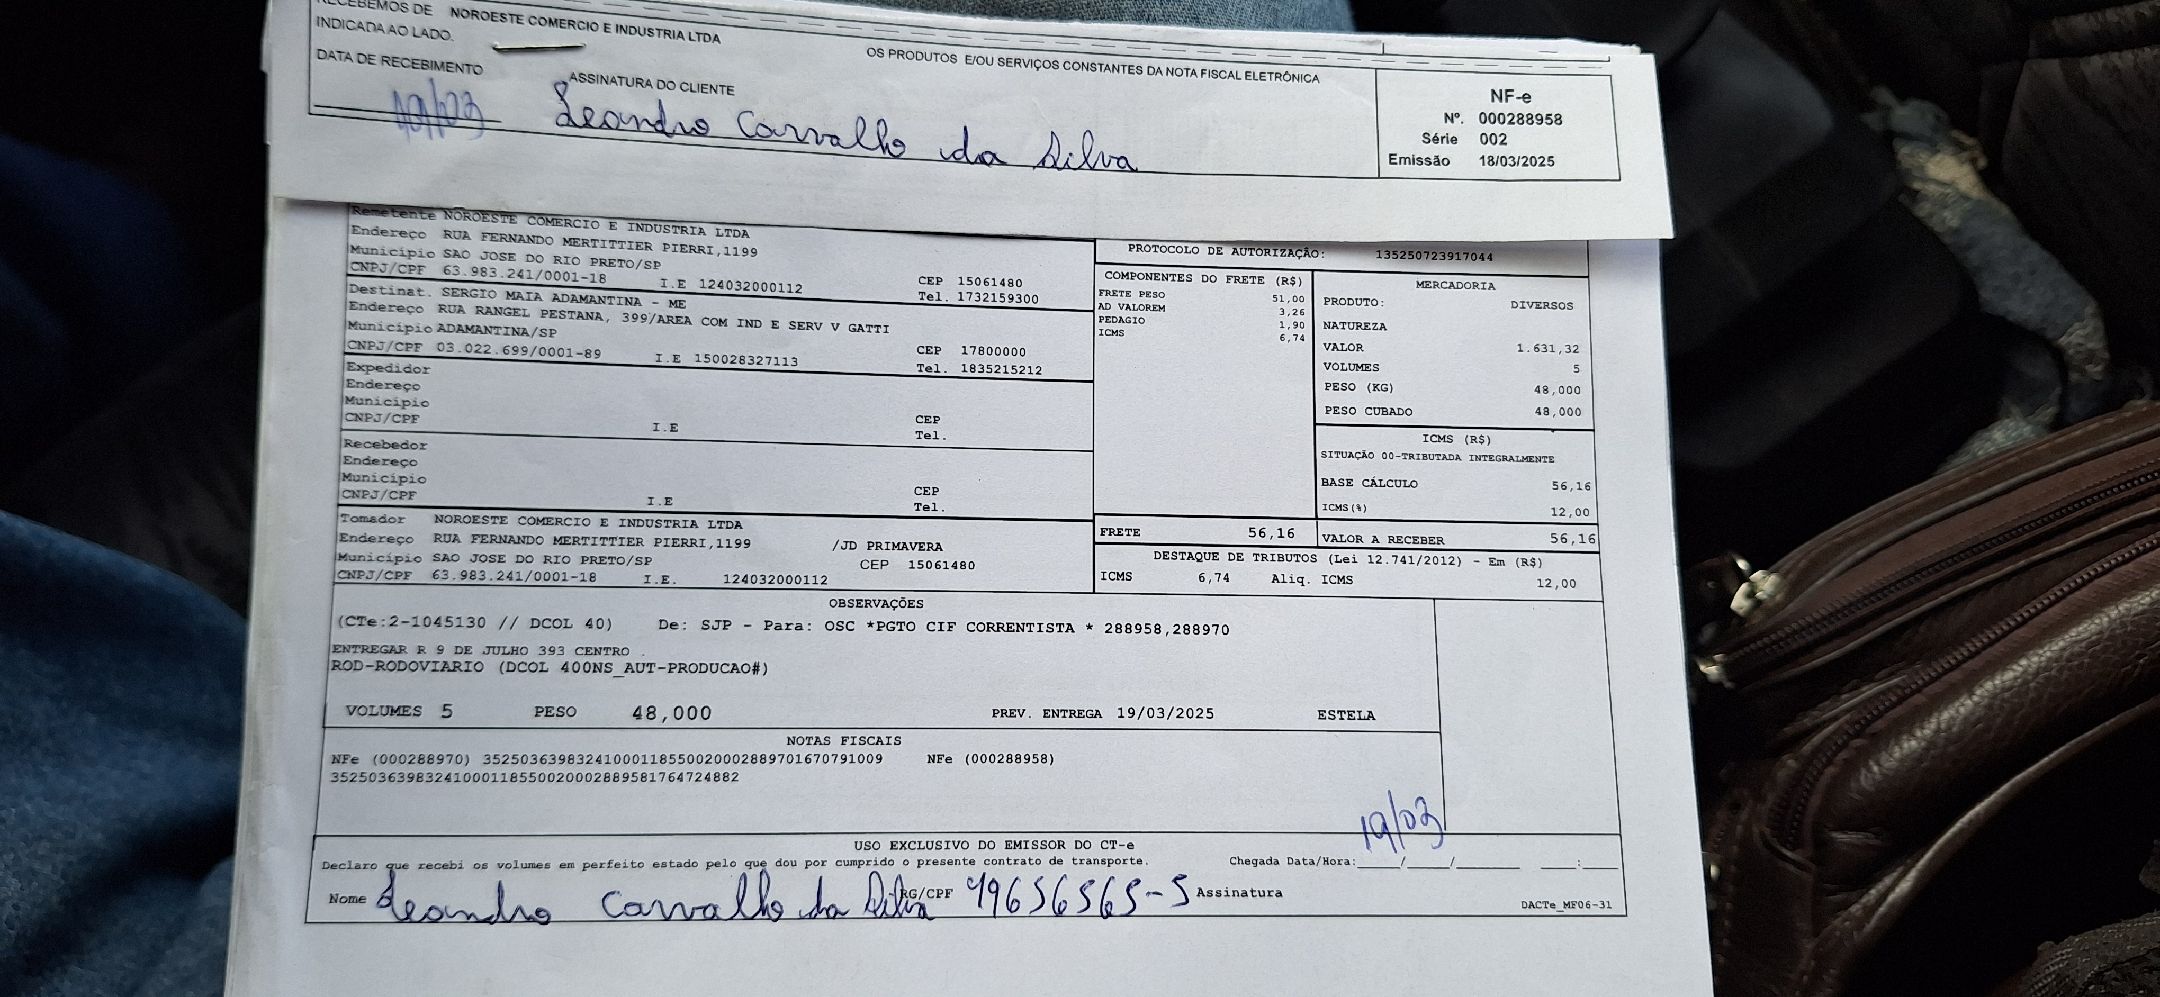 RECEBEMOS DE NOROESTE COMERCIO E INDUSTRIA LTDA OS PRODUTOS E/OU SERVIÇOS CONSTANTES DA NOTA FISCAL ELETRÔNICA
INDICADA AO LADO.
DATA DE RECEBIMENTO ASSINATURA DO CLIENTE
19/03 Leandro Carvalho da Silva
NF-e
Nº. 000288958
Série 002
Emissão 18/03/2025
Remetente NOROESTE COMERCIO E INDUSTRIA LTDA
Endereço RUA FERNANDO MERTITTIER PIERRI,1199
Município SAO JOSE DO RIO PRETO/SP CEP 15061480
CNPJ/CPF 63.983.241/0001-18 I.E 124032000112 Tel. 1732159300
Destinat. SERGIO MAIA ADAMANTINA - ME
Endereço RUA RANGEL PESTANA, 399/AREA COM IND E SERV V GATTI
Município ADAMANTINA/SP CEP 17800000
CNPJ/CPF 03.022.699/0001-89 I.E 150028327113 Tel. 1835215212
Expedidor
Endereço
Município CEP
CNPJ/CPF I.E Tel.
Recebedor
Endereço
Município CEP
CNPJ/CPF I.E Tel.
Tomador NOROESTE COMERCIO E INDUSTRIA LTDA
Endereço RUA FERNANDO MERTITTIER PIERRI,1199 /JD PRIMAVERA
Município SAO JOSE DO RIO PRETO/SP CEP 15061480
CNPJ/CPF 63.983.241/0001-18 I.E. 124032000112
PROTOCOLO DE AUTORIZAÇÃO: 135250723917044
COMPONENTES DO FRETE (R$)
FRETE PESO 51,00
AD VALOREM 3,26
PEDAGIO 1,90
ICMS 6,74
MERCADORIA
PRODUTO: DIVERSOS
NATUREZA
VALOR 1.631,32
VOLUMES 5
PESO (KG) 48,000
PESO CUBADO 48,000
ICMS (R$)
SITUAÇÃO 00-TRIBUTADA INTEGRALMENTE
BASE CÁLCULO 56,16
ICMS(%) 12,00
FRETE 56,16 VALOR A RECEBER 56,16
DESTAQUE DE TRIBUTOS (Lei 12.741/2012) - Em (R$)
ICMS 6,74 Aliq. ICMS 12,00
OBSERVAÇÕES
(CTe:2-1045130 // DCOL 40) De: SJP - Para: OSC *PGTO CIF CORRENTISTA * 288958,288970
ENTREGAR R 9 DE JULHO 393 CENTRO .
ROD-RODOVIARIO (DCOL 400NS_AUT-PRODUCAO#)
VOLUMES 5 PESO 48,000 PREV. ENTREGA 19/03/2025 ESTELA
NOTAS FISCAIS
NFe (000288970) 35250363983241000118550020002889701670791009 NFe (000288958)
35250363983241000118550020002889581764724882
19/03
USO EXCLUSIVO DO EMISSOR DO CT-e
Declaro que recebi os volumes em perfeito estado pelo que dou por cumprido o presente contrato de transporte. Chegada Data/Hora:____/____/______ ____:____
Nome Leandro Carvalho da Silva RG/CPF 49656565-5 Assinatura
DACTe_MF06-31